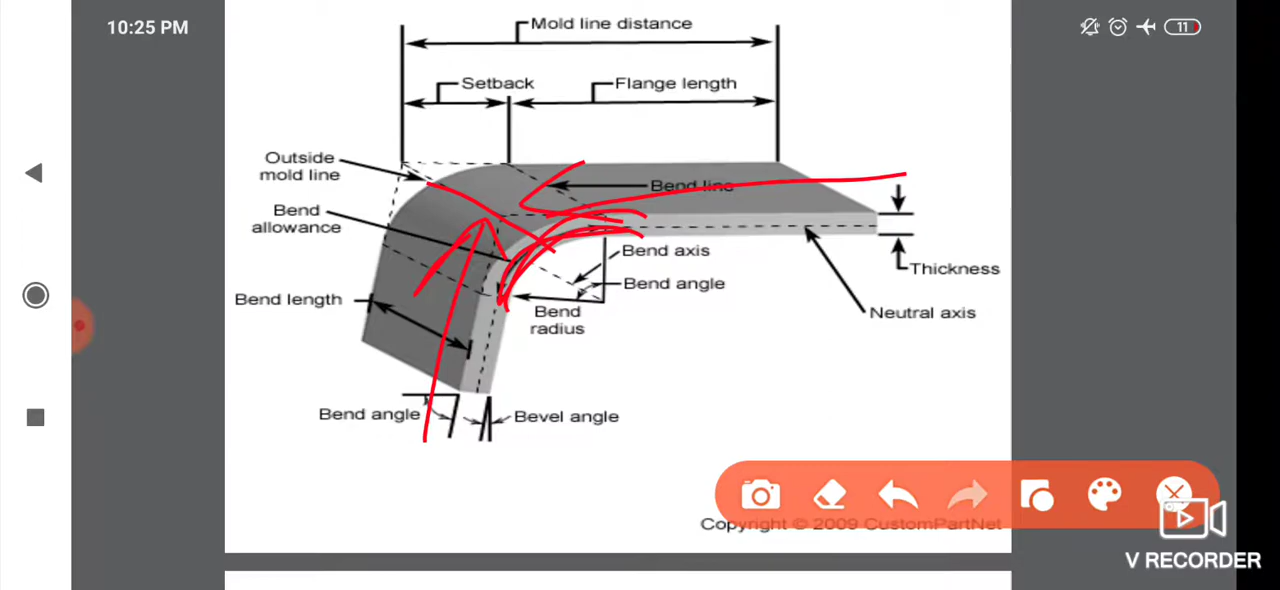 10:25 PM
11
Mold line distance
Setback
Flange length
Outside
mold line
Bend line
Bend
allowance
Bend axis
Thickness
Bend angle
Bend length
Bend
radius
Neutral axis
Bend angle
Bevel angle
Copyright © 2009 CustomPartNet
V RECORDER